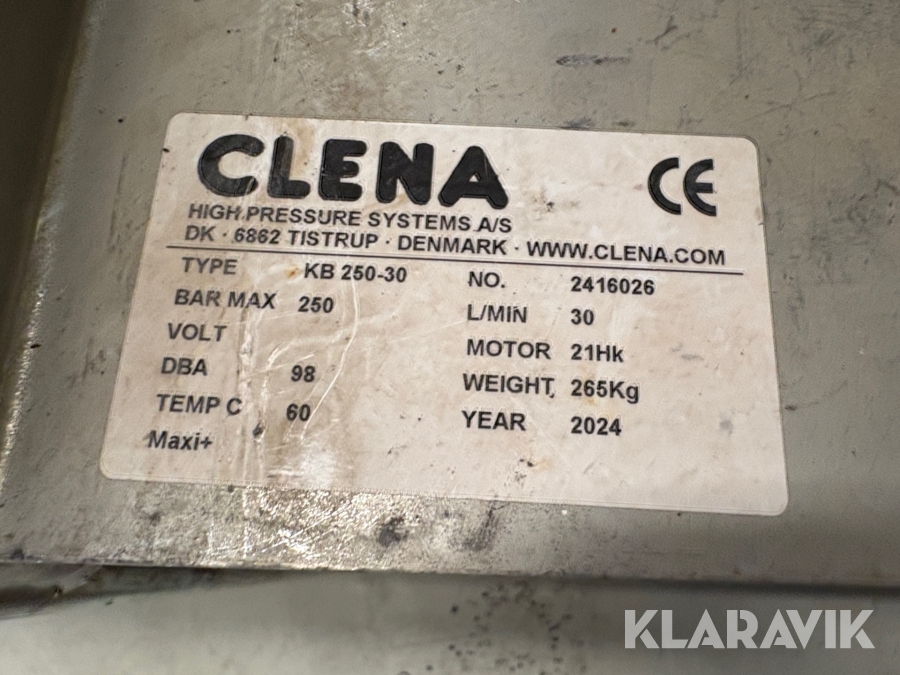 CLENA
CE
HIGH PRESSURE SYSTEMS A/S
DK · 6862 TISTRUP · DENMARK · WWW.CLENA.COM
TYPE KB 250-30 NO. 2416026
BAR MAX 250 L/MIN 30
VOLT MOTOR 21Hk
DBA 98 WEIGHT, 265Kg
TEMP C 60 YEAR 2024
Maxi+
KLARAVIK